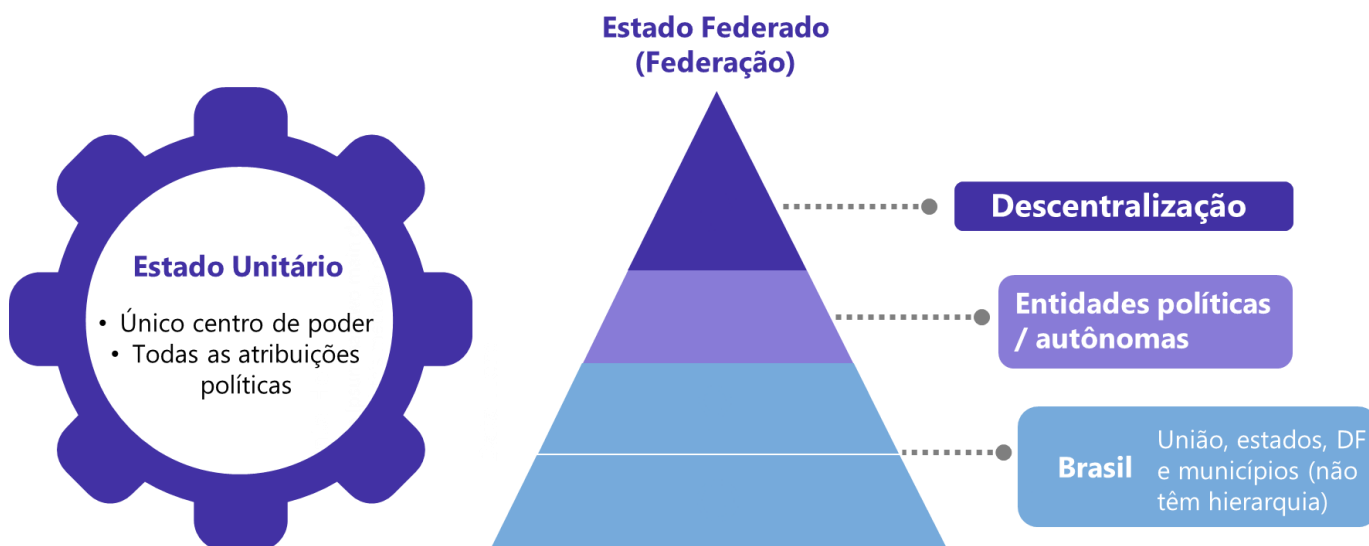 Estado Unitário
• Único centro de poder
• Todas as atribuições
políticas
Estado Federado
(Federação)
Descentralização
Entidades políticas
/ autônomas
Brasil
União, estados, DF
e municípios (não
têm hierarquia)